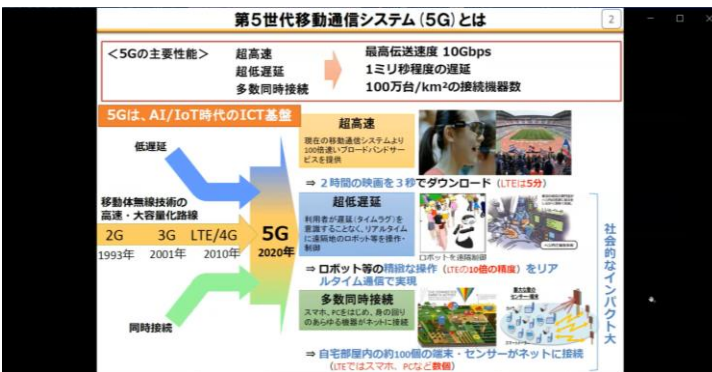 第5世代移動通信システム(5G)とは
2
<5Gの主要性能>
超高速
超低遅延
多数同時接続
最高伝送速度 10Gbps
1ミリ秒程度の遅延
100万台/km²の接続機器数
5Gは、AI/IoT時代のICT基盤
低遅延
移動体無線技術の
高速・大容量化路線
2G 3G LTE/4G
1993年 2001年 2010年
5G
2020年
同時接続
超高速
現在の移動通信システムより
100倍速いブロードバンドサー
ビスを提供
⇒ 2時間の映画を3秒でダウンロード(LTEは5分)
超低遅延
利用者が遅延(タイムラグ)を
意識することなく、リアルタイム
に遠隔地のロボット等を操作・
制御
ロボットを遠隔制御
⇒ ロボット等の精緻な操作(LTEの10倍の精度)をリア
ルタイム通信で実現
多数同時接続
スマホ、PCをはじめ、身の回り
のあらゆる機器がネットに接続
⇒ 自宅部屋内の約100個の端末・センサーがネットに接続
(LTEではスマホ、PCなど数個)
社会的なインパクト大